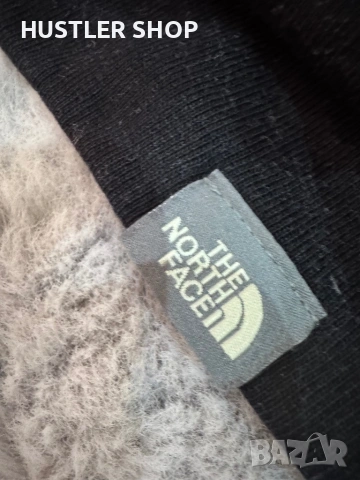 HUSTLER SHOP
THE
NORTH
FACE
BAZAR